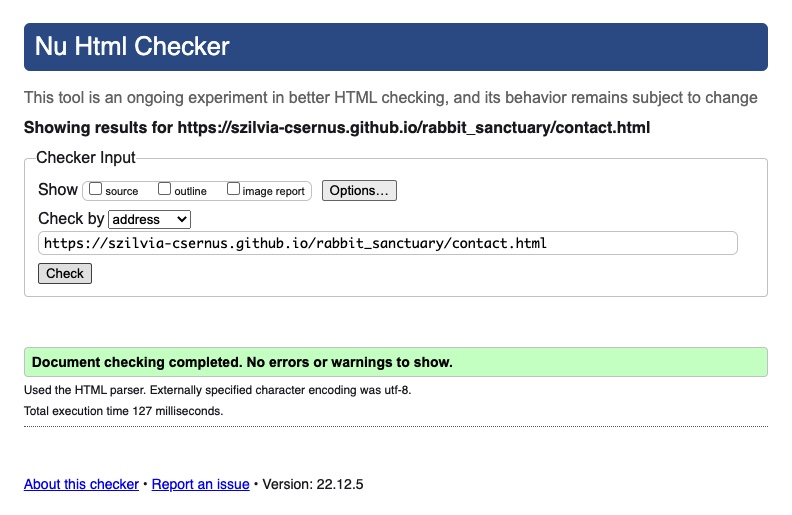 Nu Html Checker
This tool is an ongoing experiment in better HTML checking, and its behavior remains subject to change
Showing results for https://szilvia-csernus.github.io/rabbit_sanctuary/contact.html
Checker Input
Show source outline image report Options...
Check by address
https://szilvia-csernus.github.io/rabbit_sanctuary/contact.html
Check
Document checking completed. No errors or warnings to show.
Used the HTML parser. Externally specified character encoding was utf-8.
Total execution time 127 milliseconds.
About this checker • Report an issue • Version: 22.12.5